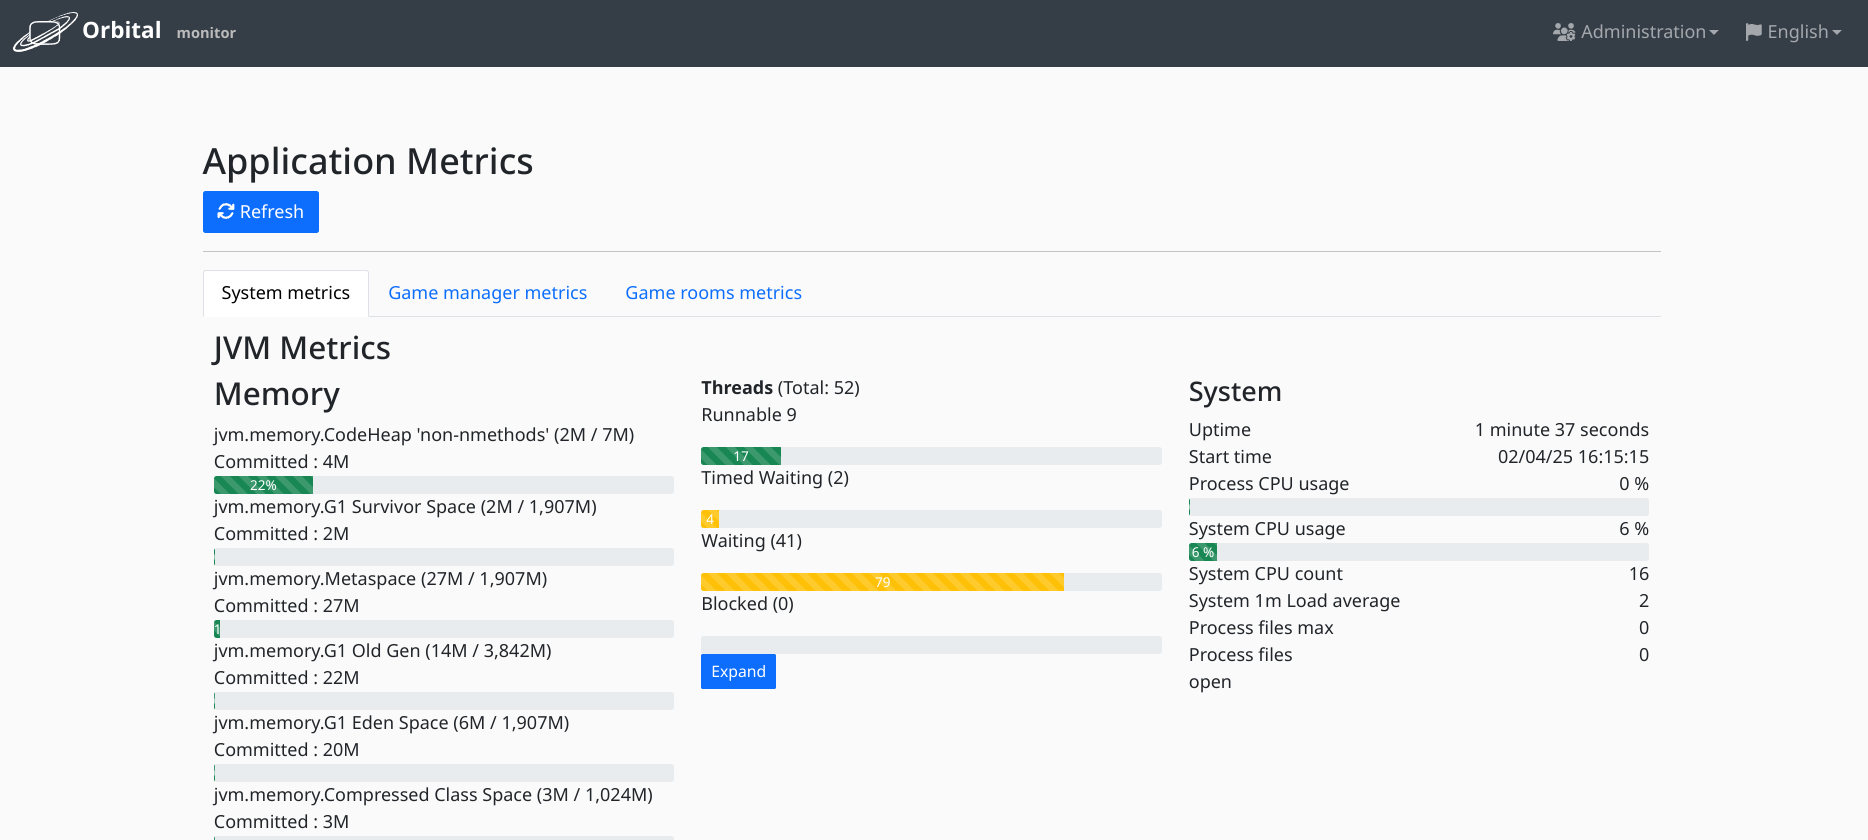 Orbital monitor
Administration
English
Application Metrics
Refresh
System metrics
Game manager metrics
Game rooms metrics
JVM Metrics
Memory
jvm.memory.CodeHeap 'non-nmethods' (2M / 7M)
Committed : 4M
22%
jvm.memory.G1 Survivor Space (2M / 1,907M)
Committed : 2M
jvm.memory.Metaspace (27M / 1,907M)
Committed : 27M
1
jvm.memory.G1 Old Gen (14M / 3,842M)
Committed : 22M
jvm.memory.G1 Eden Space (6M / 1,907M)
Committed : 20M
jvm.memory.Compressed Class Space (3M / 1,024M)
Committed : 3M
Threads (Total: 52)
Runnable 9
17
Timed Waiting (2)
4
Waiting (41)
79
Blocked (0)
Expand
System
Uptime 1 minute 37 seconds
Start time 02/04/25 16:15:15
Process CPU usage 0 %
System CPU usage 6 %
6 %
System CPU count 16
System 1m Load average 2
Process files max 0
Process files 0
open